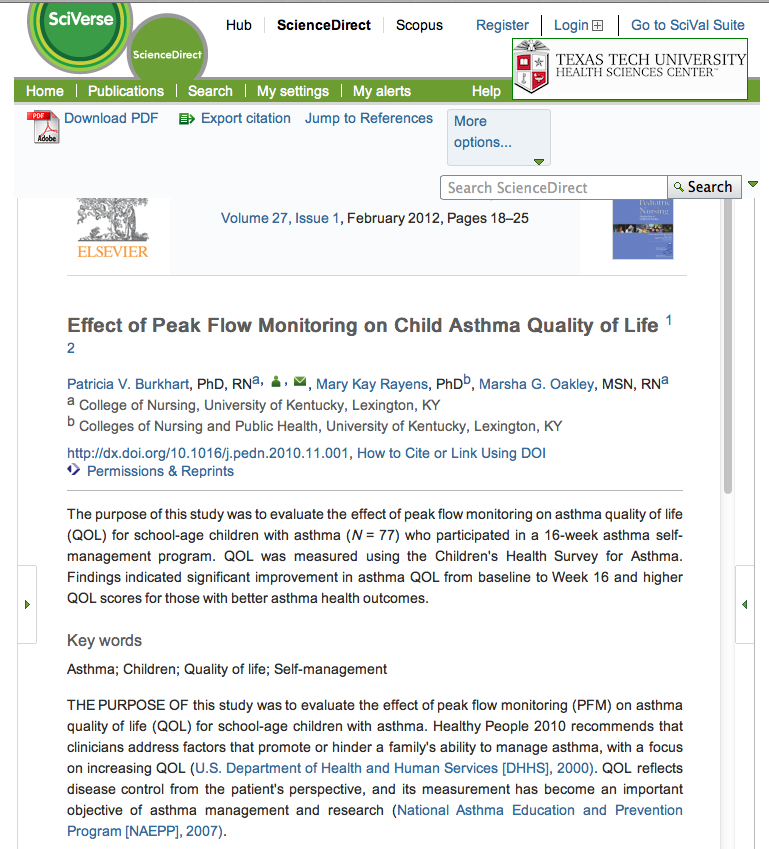 SciVerse
ScienceDirect
Hub ScienceDirect Scopus Register Login Go to SciVal Suite
TEXAS TECH UNIVERSITY
HEALTH SCIENCES CENTER™
Home Publications Search My settings My alerts Help
PDF
Adobe
Download PDF Export citation Jump to References More
options...
Search ScienceDirect Search
Pediatric
Nursing
Volume 27, Issue 1, February 2012, Pages 18–25
ELSEVIER
Effect of Peak Flow Monitoring on Child Asthma Quality of Life 1
2
Patricia V. Burkhart, PhD, RNa, , , Mary Kay Rayens, PhDb, Marsha G. Oakley, MSN, RNa
a College of Nursing, University of Kentucky, Lexington, KY
b Colleges of Nursing and Public Health, University of Kentucky, Lexington, KY
http://dx.doi.org/10.1016/j.pedn.2010.11.001, How to Cite or Link Using DOI
Permissions & Reprints
The purpose of this study was to evaluate the effect of peak flow monitoring on asthma quality of life
(QOL) for school-age children with asthma (N = 77) who participated in a 16-week asthma self-
management program. QOL was measured using the Children's Health Survey for Asthma.
Findings indicated significant improvement in asthma QOL from baseline to Week 16 and higher
QOL scores for those with better asthma health outcomes.
Key words
Asthma; Children; Quality of life; Self-management
THE PURPOSE OF this study was to evaluate the effect of peak flow monitoring (PFM) on asthma
quality of life (QOL) for school-age children with asthma. Healthy People 2010 recommends that
clinicians address factors that promote or hinder a family's ability to manage asthma, with a focus
on increasing QOL (U.S. Department of Health and Human Services [DHHS], 2000). QOL reflects
disease control from the patient's perspective, and its measurement has become an important
objective of asthma management and research (National Asthma Education and Prevention
Program [NAEPP], 2007).